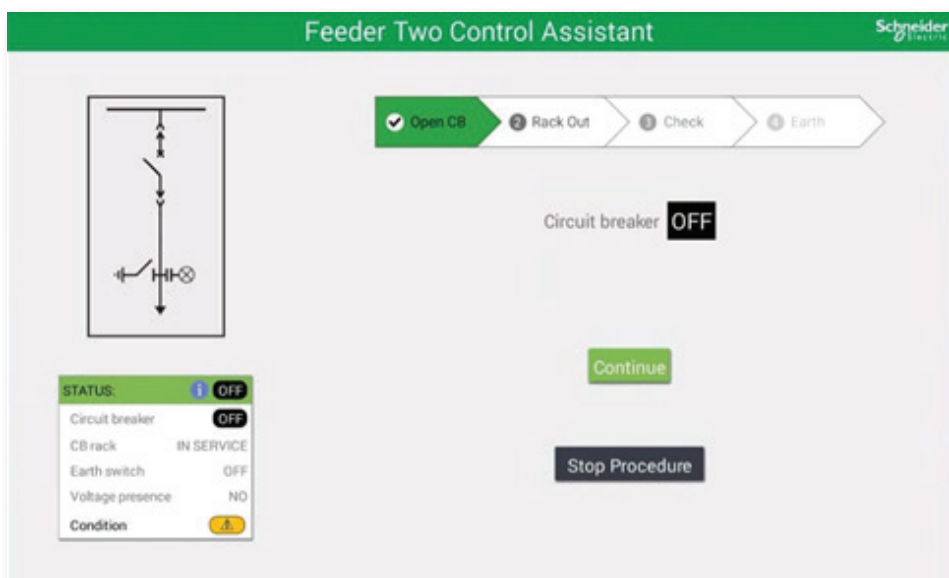 Feeder Two Control Assistant
Schneider
Electric
Open CB
2 Rack Out
3 Check
4 Earth
Circuit breaker OFF
Continue
Stop Procedure
STATUS: i OFF
Circuit breaker OFF
CB rack IN SERVICE
Earth switch OFF
Voltage presence NO
Condition